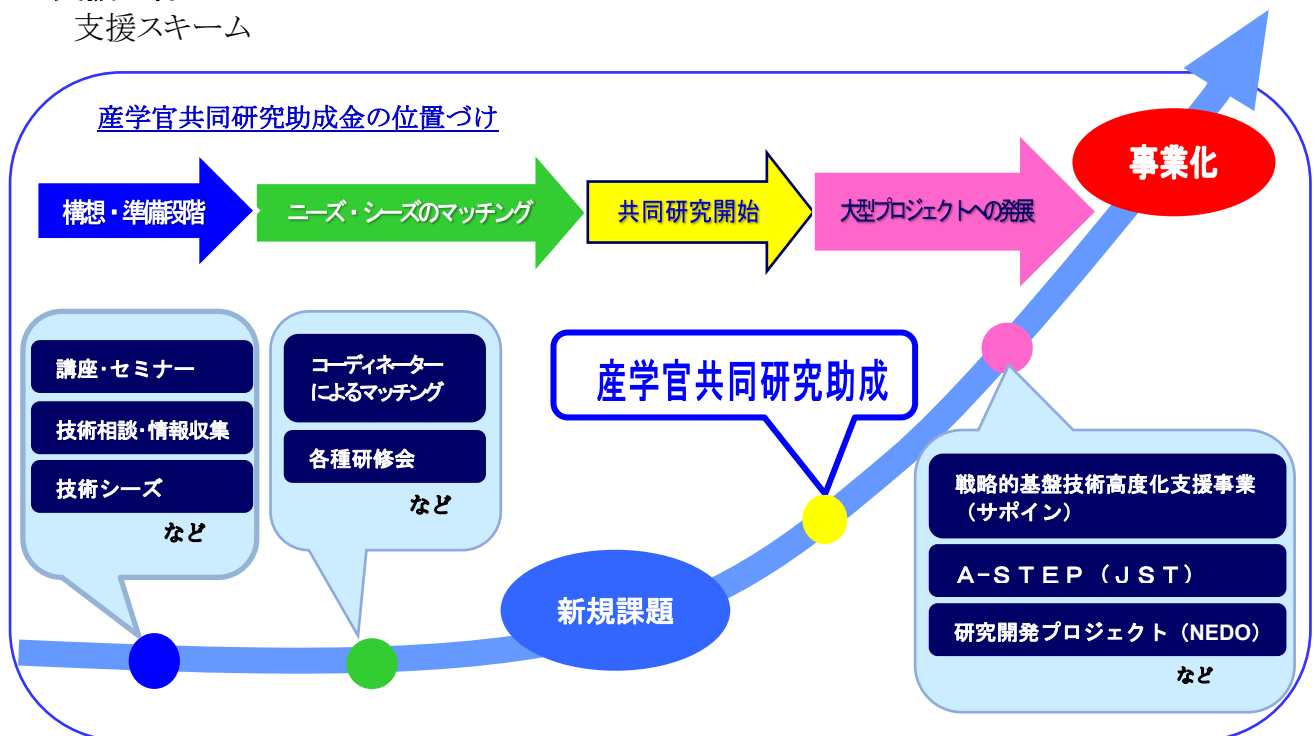 支援スキーム
産学官共同研究助成金の位置づけ
構想・準備段階
ニーズ・シーズのマッチング
共同研究開始
大型プロジェクトへの発展
事業化
講座・セミナー
技術相談・情報収集
技術シーズ
など
コーディネーター
によるマッチング
各種研修会
など
産学官共同研究助成
新規課題
戦略的基盤技術高度化支援事業
（サポイン）
A-STEP（JST）
研究開発プロジェクト（NEDO）
など